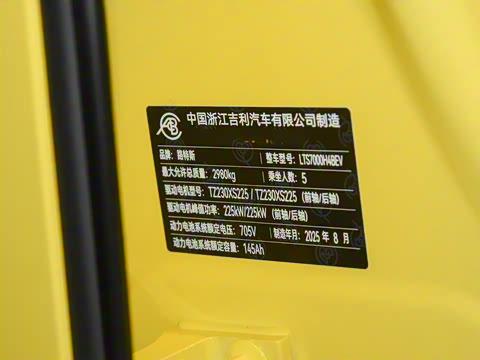 中国浙江吉利汽车有限公司制造
品牌：路特斯 整车型号：LTS7000H4BEV
最大允许总质量：2980kg 乘坐人数：5
驱动电机型号：TZ230XS225 / TZ230XS225（前轴/后轴）
驱动电机峰值功率：225kW/225kW（前轴/后轴）
动力电池系统额定电压：705V 制造年月：2025 年 8 月
动力电池系统额定容量：145Ah